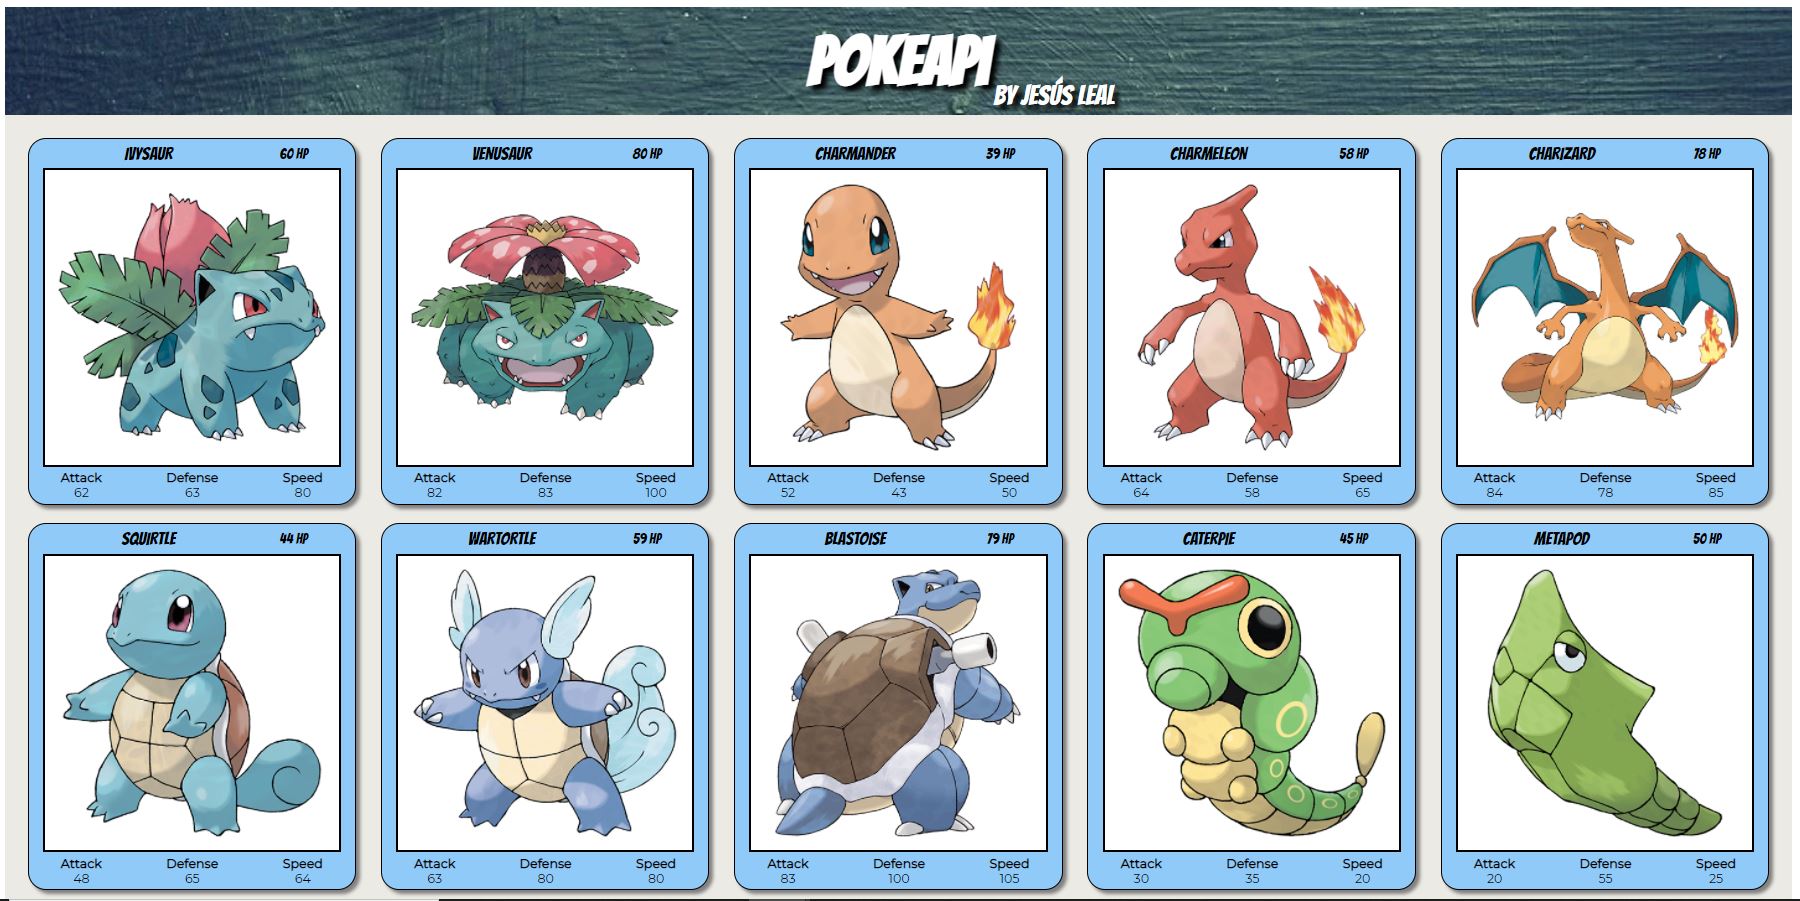 POKEAPI
BY JESÚS LEAL
IVYSAUR 60 HP
Attack Defense Speed
62 63 80
VENUSAUR 80 HP
Attack Defense Speed
82 83 100
CHARMANDER 39 HP
Attack Defense Speed
52 43 50
CHARMELEON 58 HP
Attack Defense Speed
64 58 65
CHARIZARD 78 HP
Attack Defense Speed
84 78 85
SQUIRTLE 44 HP
Attack Defense Speed
48 65 64
WARTORTLE 59 HP
Attack Defense Speed
63 80 80
BLASTOISE 79 HP
Attack Defense Speed
83 100 105
CATERPIE 45 HP
Attack Defense Speed
30 35 20
METAPOD 50 HP
Attack Defense Speed
20 55 25